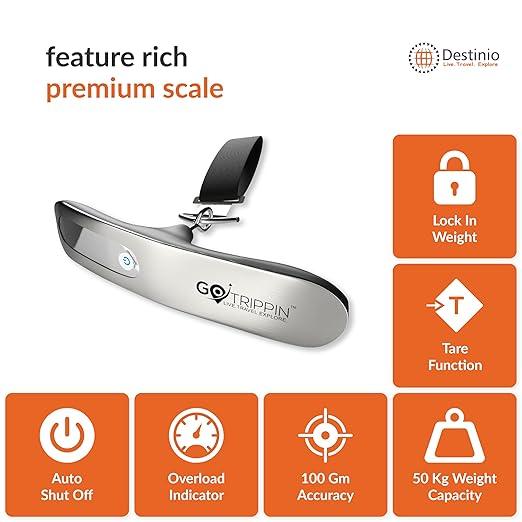 feature rich
premium scale
Destinio
Live. Travel. Explore
GO TRIPPIN™
LIVE.TRAVEL.EXPLORE.
Lock In
Weight
T
Tare
Function
Auto
Shut Off
Overload
Indicator
100 Gm
Accuracy
50 Kg Weight
Capacity